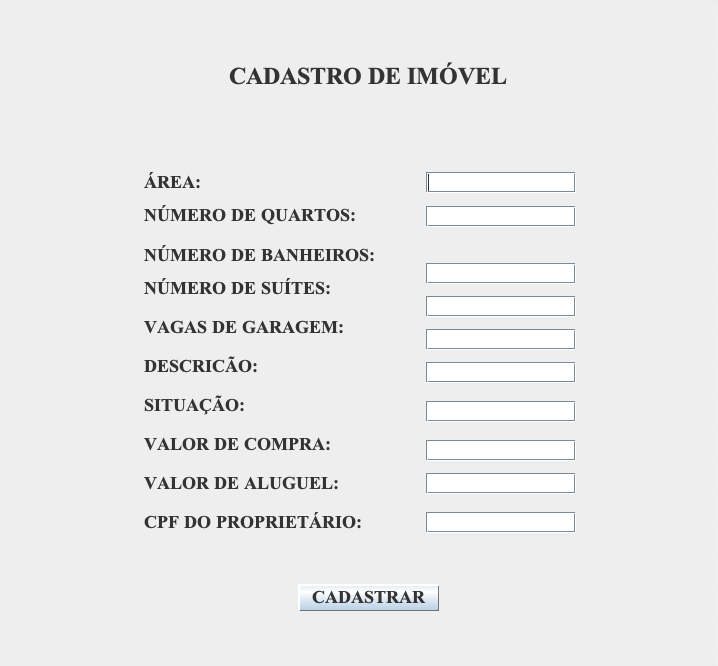 CADASTRO DE IMÓVEL
ÁREA:
NÚMERO DE QUARTOS:
NÚMERO DE BANHEIROS:
NÚMERO DE SUÍTES:
VAGAS DE GARAGEM:
DESCRICÃO:
SITUAÇÃO:
VALOR DE COMPRA:
VALOR DE ALUGUEL:
CPF DO PROPRIETÁRIO:
CADASTRAR